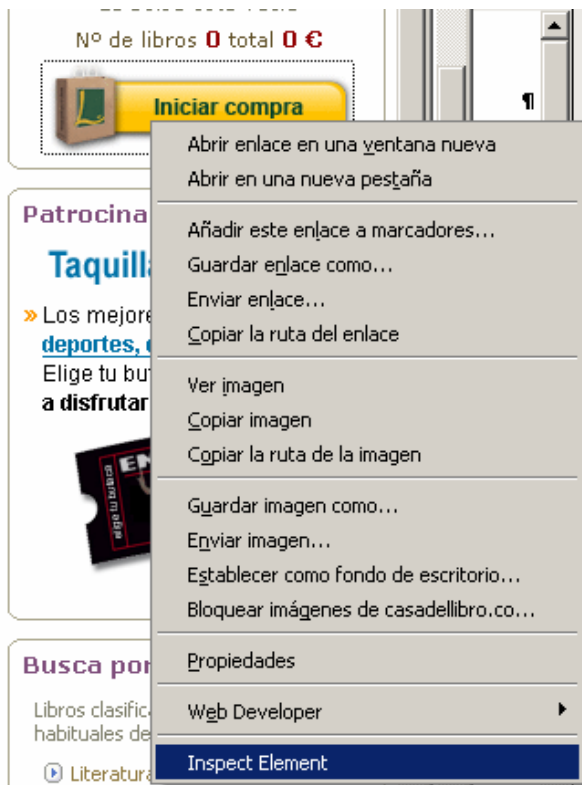 Nº de libros 0 total 0 €
Iniciar compra
¶
Abrir enlace en una ventana nueva
Abrir en una nueva pestaña
Añadir este enlace a marcadores...
Guardar enlace como...
Enviar enlace...
Copiar la ruta del enlace
Ver imagen
Copiar imagen
Copiar la ruta de la imagen
Guardar imagen como...
Enviar imagen...
Establecer como fondo de escritorio...
Bloquear imágenes de casadellibro.co...
Propiedades
Web Developer
Inspect Element
Patrocina
Taquilla
» Los mejore
deportes,
Elige tu bu
a disfrutar
EN
Busca por
Libros clasific
habituales de
Literatura